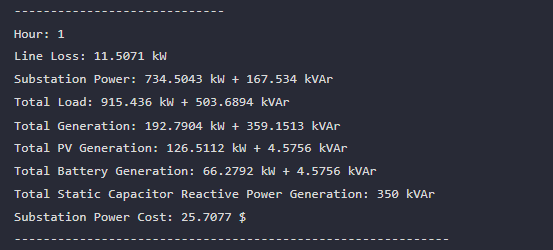 -----------------------------
Hour: 1
Line Loss: 11.5071 kW
Substation Power: 734.5043 kW + 167.534 kVAr
Total Load: 915.436 kW + 503.6894 kVAr
Total Generation: 192.7904 kW + 359.1513 kVAr
Total PV Generation: 126.5112 kW + 4.5756 kVAr
Total Battery Generation: 66.2792 kW + 4.5756 kVAr
Total Static Capacitor Reactive Power Generation: 350 kVAr
Substation Power Cost: 25.7077 $
------------------------------------------------------------